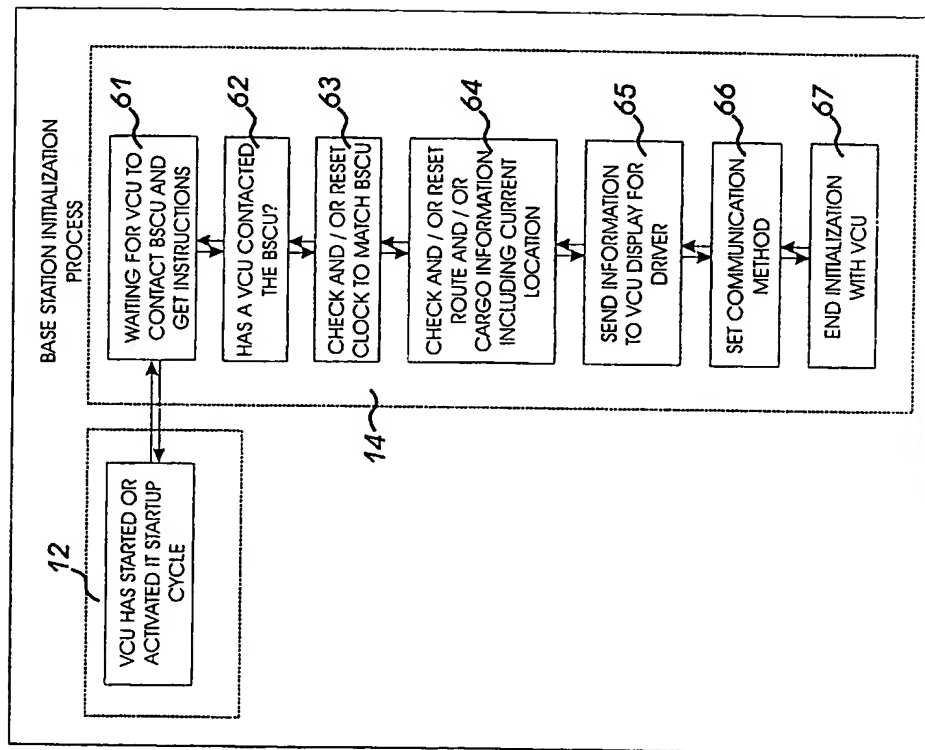 BASE STATION INITIALIZATION
PROCESS
12
VCU HAS STARTED OR
ACTIVATED IT STARTUP
CYCLE
14
61
WAITING FOR VCU TO
CONTACT BSCU AND
GET INSTRUCTIONS
62
HAS A VCU CONTACTED
THE BSCU?
63
CHECK AND / OR RESET
CLOCK TO MATCH BSCU
64
CHECK AND / OR RESET
ROUTE AND / OR
CARGO INFORMATION
INCLUDING CURRENT
LOCATION
65
SEND INFORMATION
TO VCU DISPLAY FOR
DRIVER
66
SET COMMUNICATION
METHOD
67
END INITIALIZATION
WITH VCU